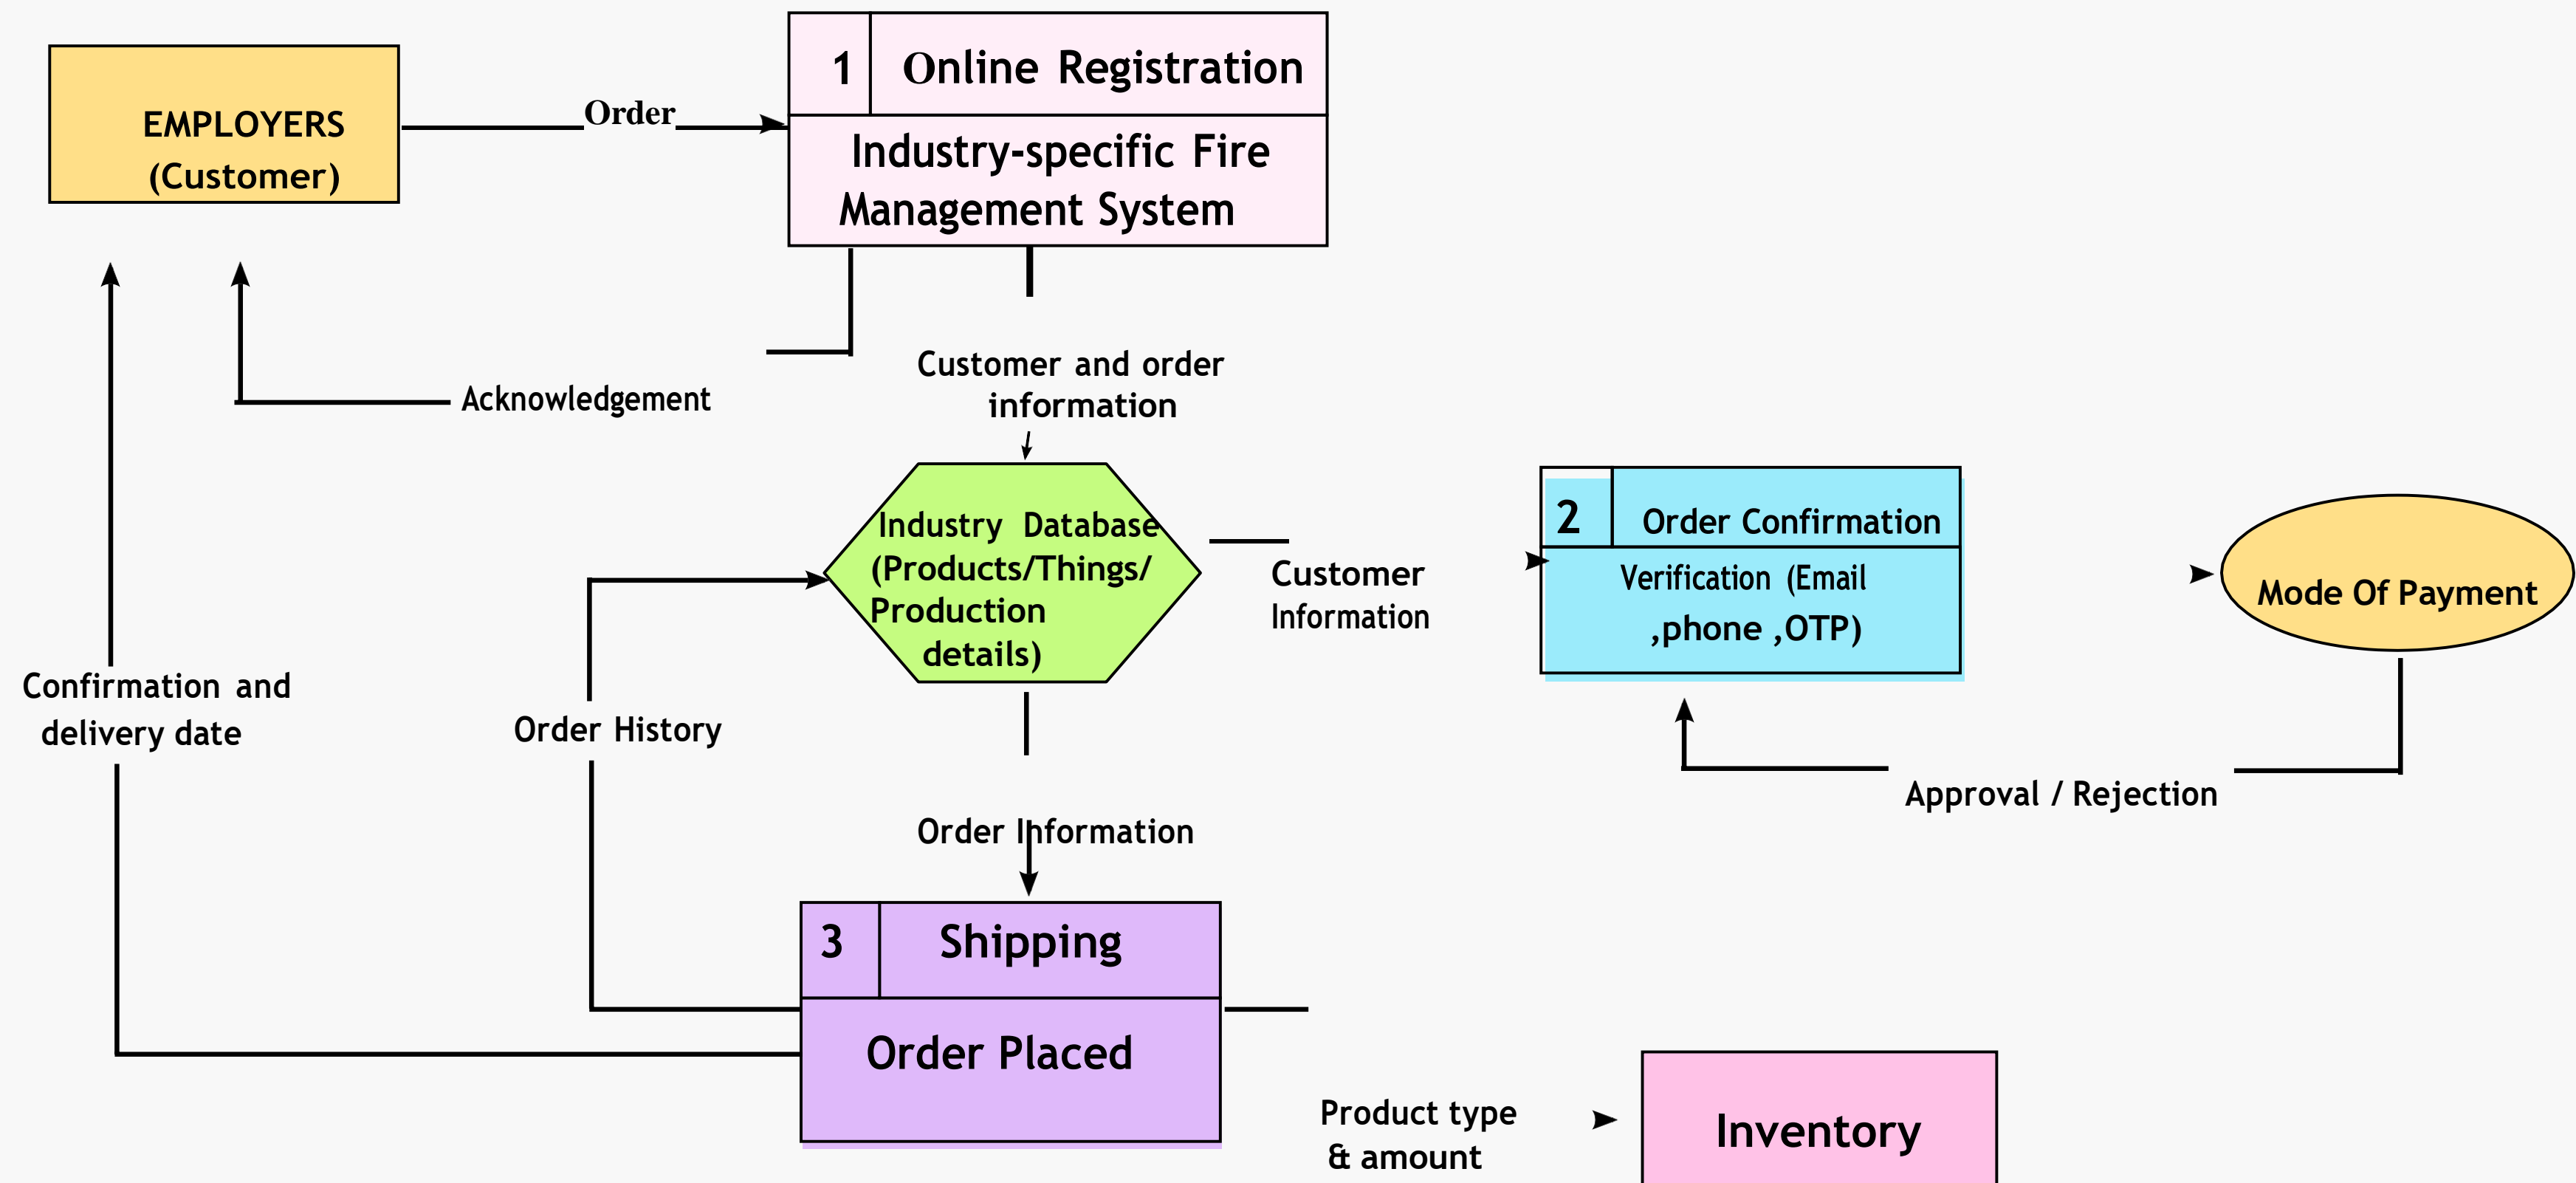 1
Online Registration
EMPLOYERS
(Customer)
Order
Industry-specific Fire
Management System
Acknowledgement
Customer and order
information
Industry Database
(Products/Things/
Production
details)
Customer
Information
2
Order Confirmation
Verification (Email
,phone ,OTP)
Mode Of Payment
Confirmation and
delivery date
Order History
Approval / Rejection
Order Information
3
Shipping
Order Placed
Product type
& amount
Inventory